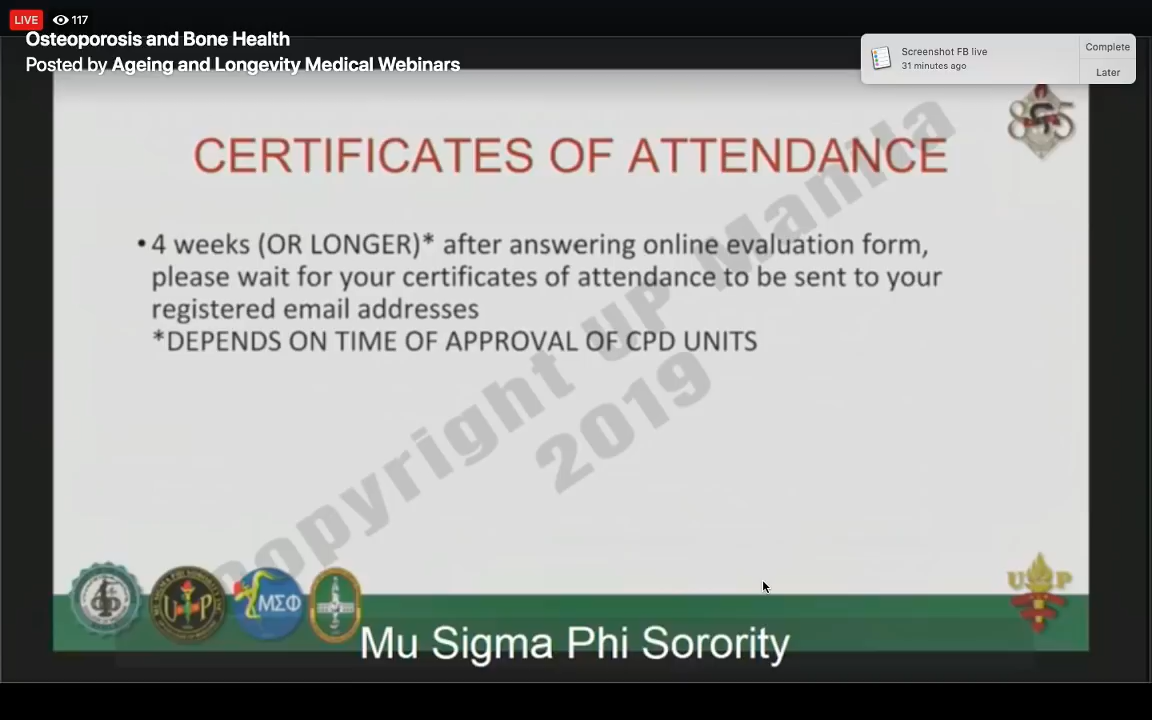 LIVE 117
Osteoporosis and Bone Health
Posted by Ageing and Longevity Medical Webinars
Screenshot FB live
31 minutes ago
Complete
Later
85
CERTIFICATES OF ATTENDANCE
• 4 weeks (OR LONGER)* after answering online evaluation form,
please wait for your certificates of attendance to be sent to your
registered email addresses
*DEPENDS ON TIME OF APPROVAL OF CPD UNITS
Copyright UP Manila
2019
ΜΣΦ
UP
Mu Sigma Phi Sorority